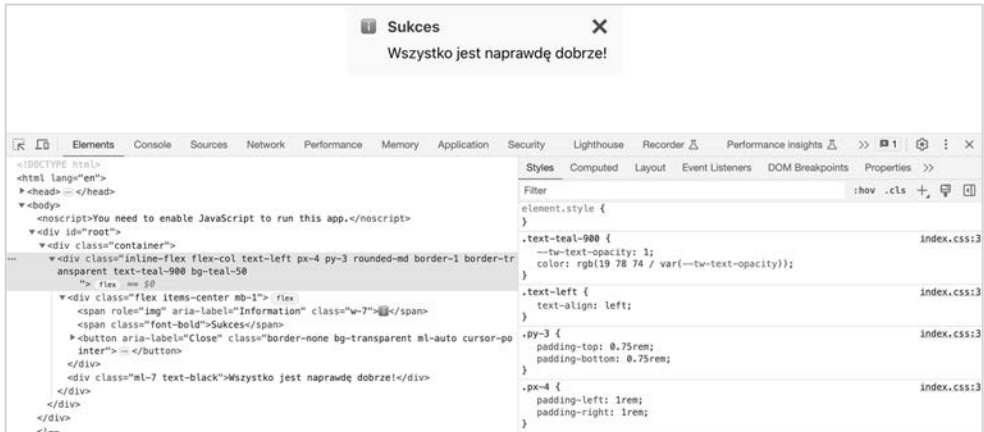 Sukces
Wszystko jest naprawdę dobrze!
Elements Console Sources Network Performance Memory Application Security Lighthouse Recorder Performance insights >> 1
<!DOCTYPE html>
<html lang="en">
▶<head> … </head>
▼<body>
<noscript>You need to enable JavaScript to run this app.</noscript>
▼<div id="root">
▼<div class="container">
… ▼<div class="inline-flex flex-col text-left px-4 py-3 rounded-md border-1 border-tr
ansparent text-teal-900 bg-teal-50
"> flex == $0
▼<div class="flex items-center mb-1"> flex
<span role="img" aria-label="Information" class="w-7">ℹ</span>
<span class="font-bold">Sukces</span>
▶<button aria-label="Close" class="border-none bg-transparent ml-auto cursor-po
inter"> … </button>
</div>
<div class="ml-7 text-black">Wszystko jest naprawdę dobrze!</div>
</div>
</div>
</div>
Styles Computed Layout Event Listeners DOM Breakpoints Properties >>
Filter :hov .cls +
element.style {
}
.text-teal-900 { index.css:3
--tw-text-opacity: 1;
color: rgb(19 78 74 / var(--tw-text-opacity));
}
.text-left { index.css:3
text-align: left;
}
.py-3 { index.css:3
padding-top: 0.75rem;
padding-bottom: 0.75rem;
}
.px-4 { index.css:3
padding-left: 1rem;
padding-right: 1rem;
}